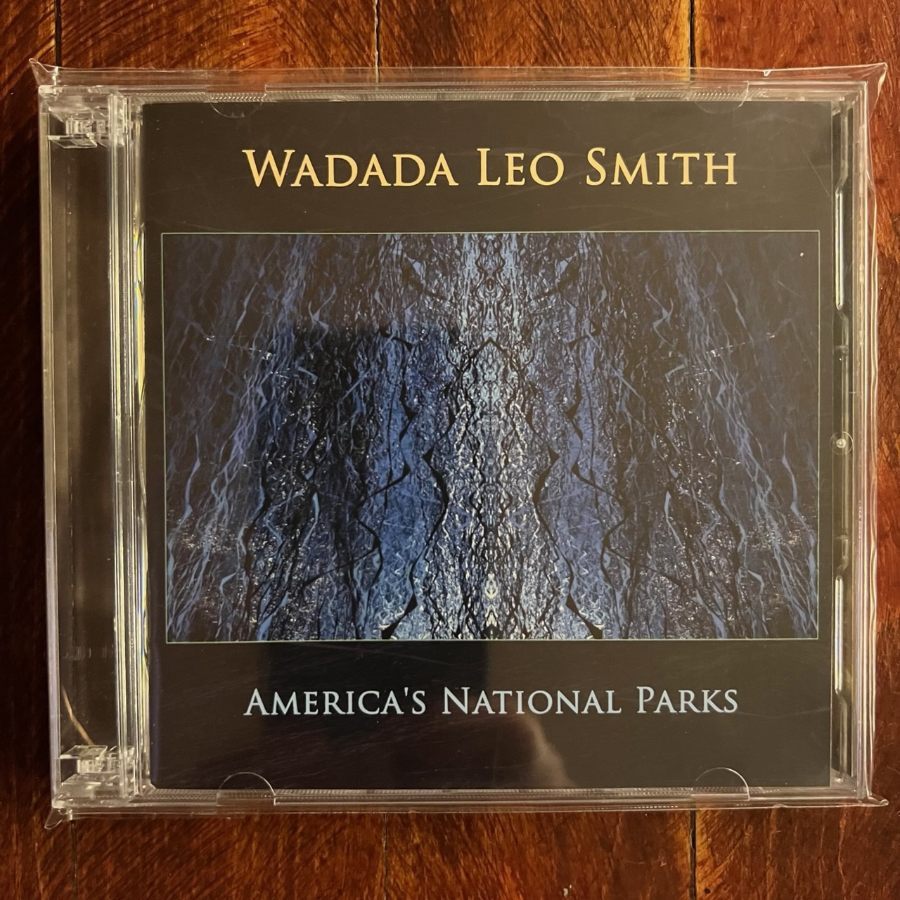 WADADA LEO SMITH
AMERICA'S NATIONAL PARKS